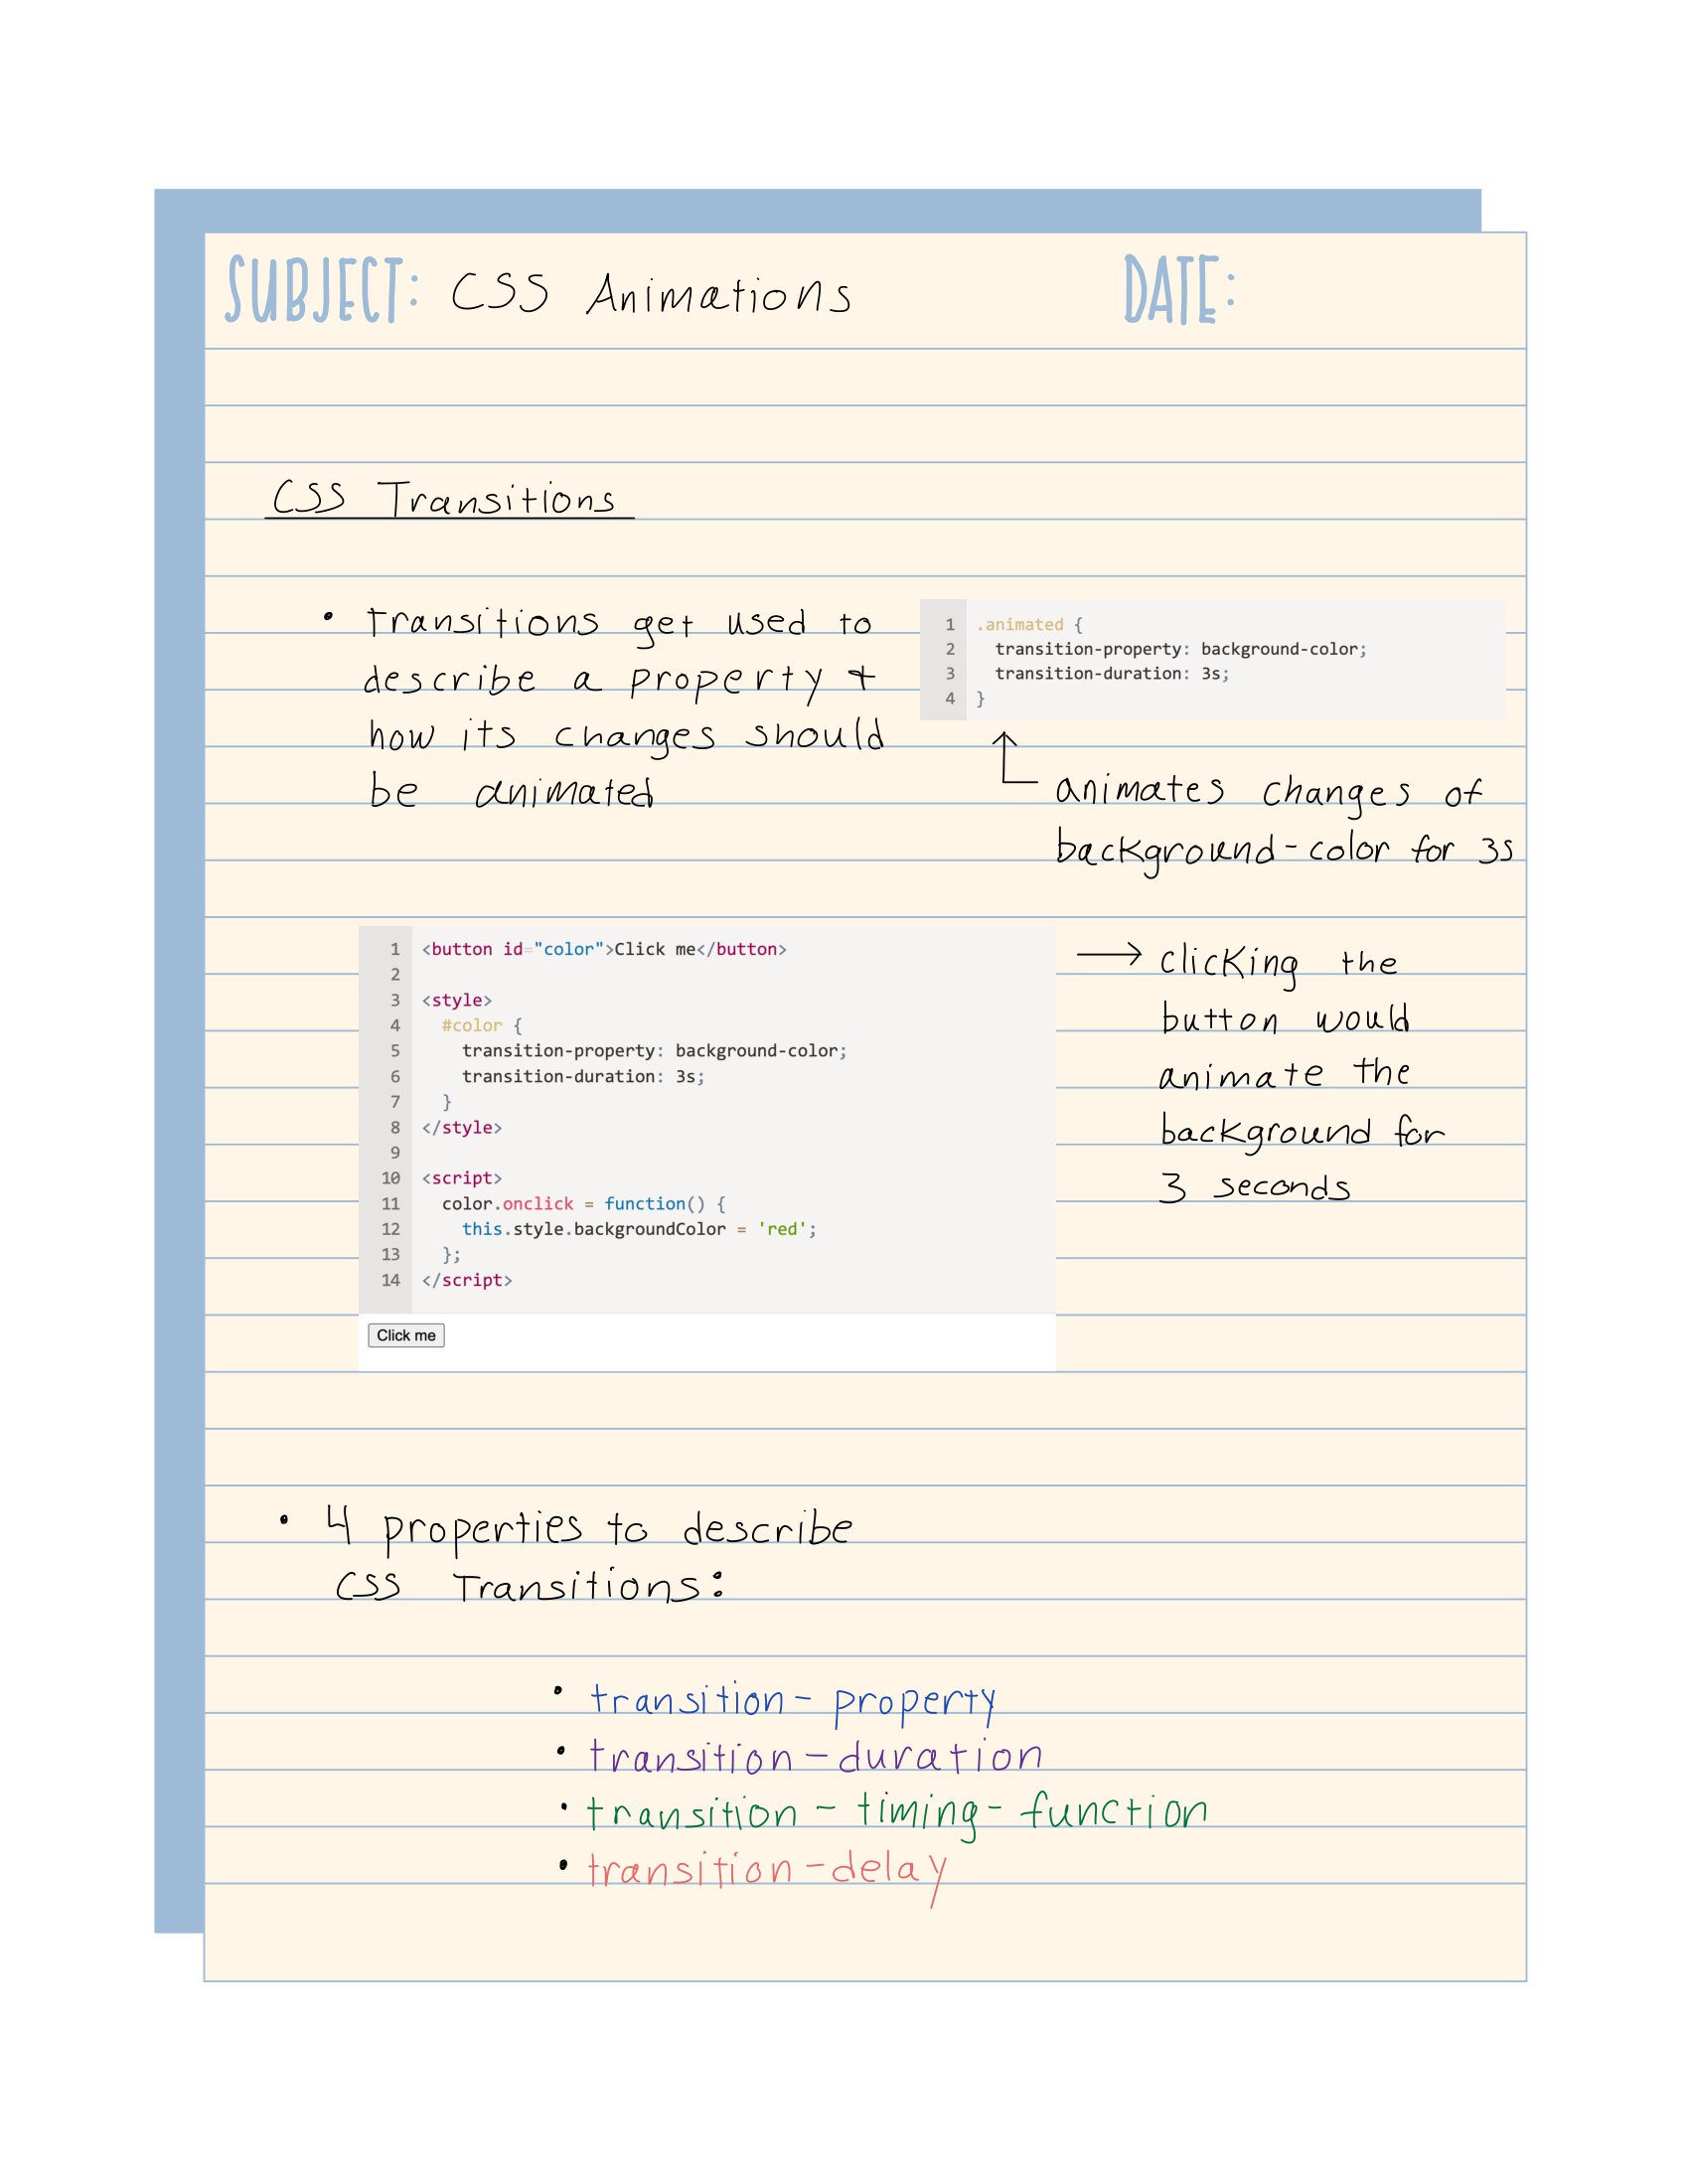 SUBJECT: CSS Animations DATE:
CSS Transitions
• transitions get used to
describe a property +
how its changes should
be animated
1 .animated {
2   transition-property: background-color;
3   transition-duration: 3s;
4 }
animates changes of
background-color for 3s
1 <button id="color">Click me</button>
2
3 <style>
4   #color {
5     transition-property: background-color;
6     transition-duration: 3s;
7   }
8 </style>
9
10 <script>
11   color.onclick = function() {
12     this.style.backgroundColor = 'red';
13   };
14 </script>
Click me
→ clicking the
button would
animate the
background for
3 seconds
• 4 properties to describe
CSS Transitions:
• transition-property
• transition-duration
• transition-timing-function
• transition-delay